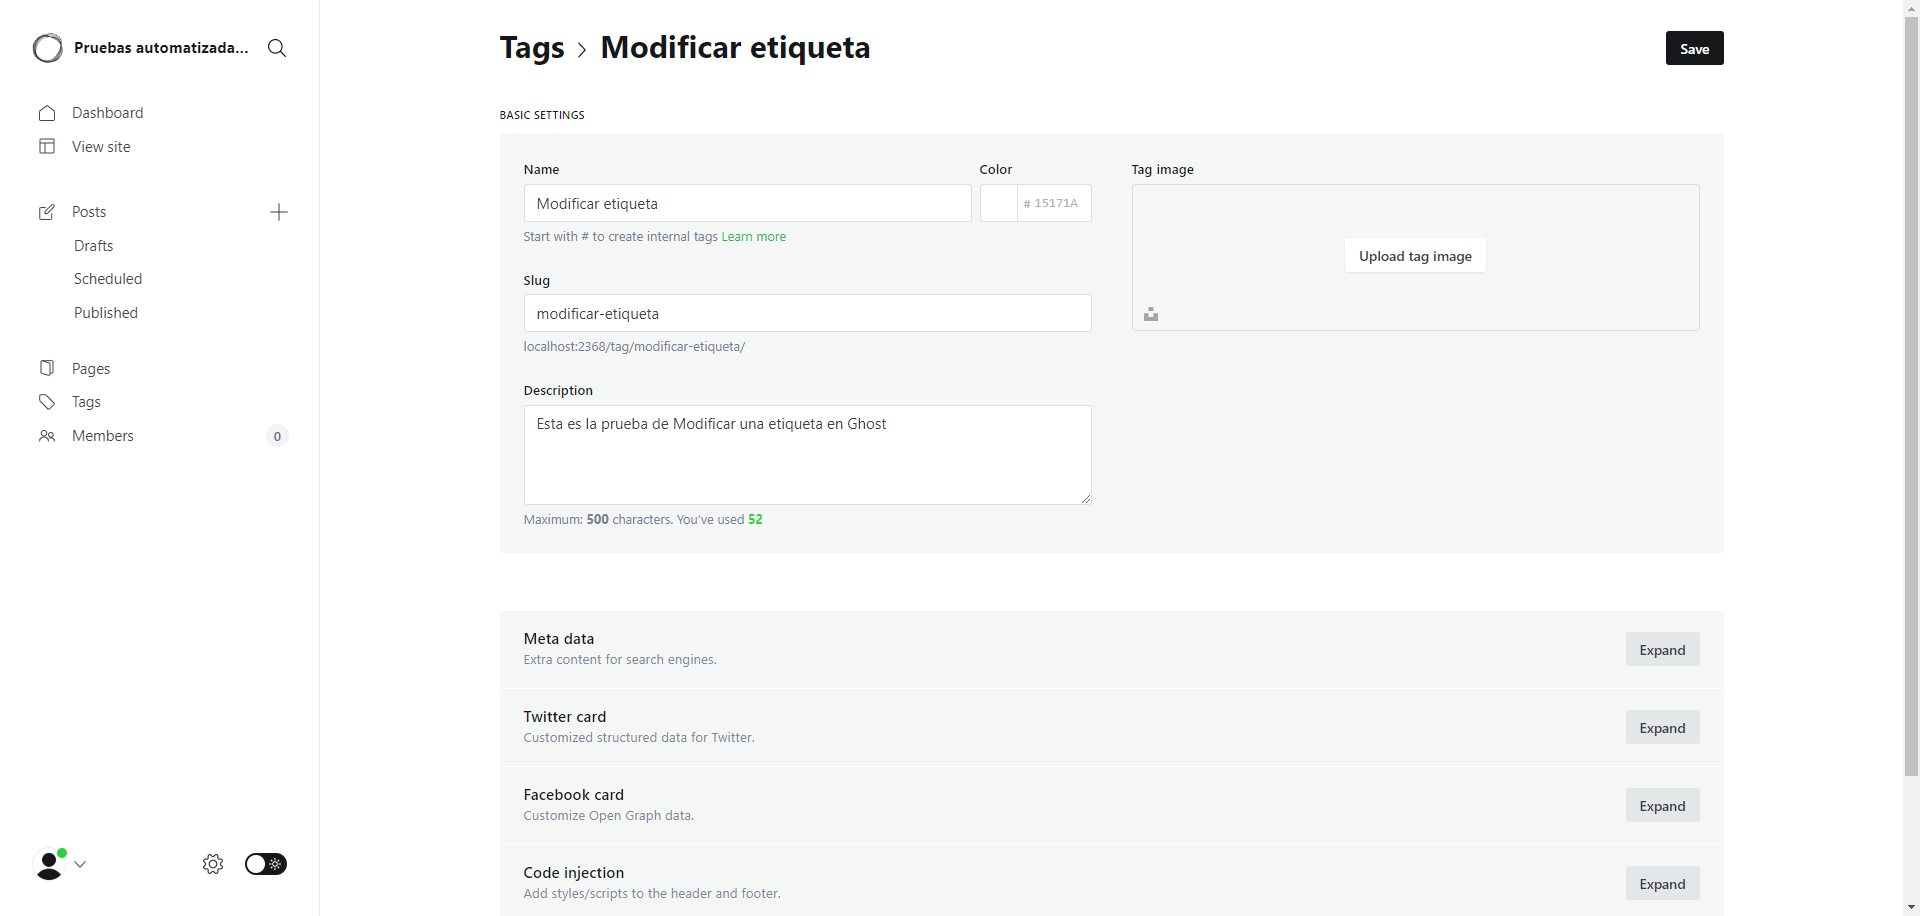 Pruebas automatizada...
Dashboard
View site
Posts
Drafts
Scheduled
Published
Pages
Tags
Members 0
Tags > Modificar etiqueta
Save
BASIC SETTINGS
Name
Modificar etiqueta
Start with # to create internal tags Learn more
Color
# 15171A
Slug
modificar-etiqueta
localhost:2368/tag/modificar-etiqueta/
Description
Esta es la prueba de Modificar una etiqueta en Ghost
Maximum: 500 characters. You've used 52
Tag image
Upload tag image
Meta data
Extra content for search engines.
Expand
Twitter card
Customized structured data for Twitter.
Expand
Facebook card
Customize Open Graph data.
Expand
Code injection
Add styles/scripts to the header and footer.
Expand